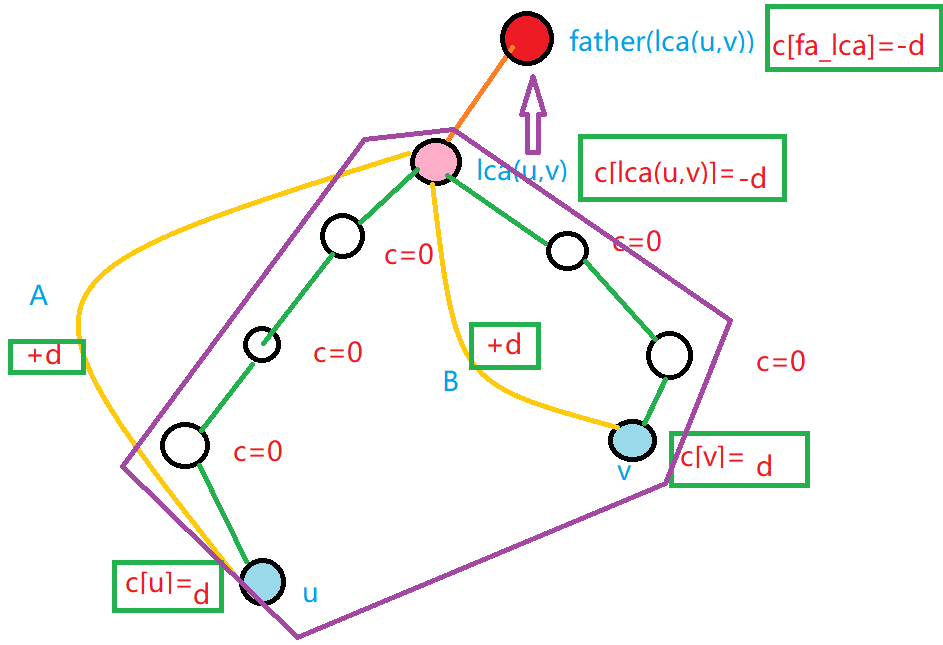 father(lca(u,v))
c[fa_lca]=-d
lca(u,v)
c[lca(u,v)]=-d
c=0
c=0
A
+d
+d
c=0
c=0
B
c=0
c[v]= d
v
c[u]=d
u